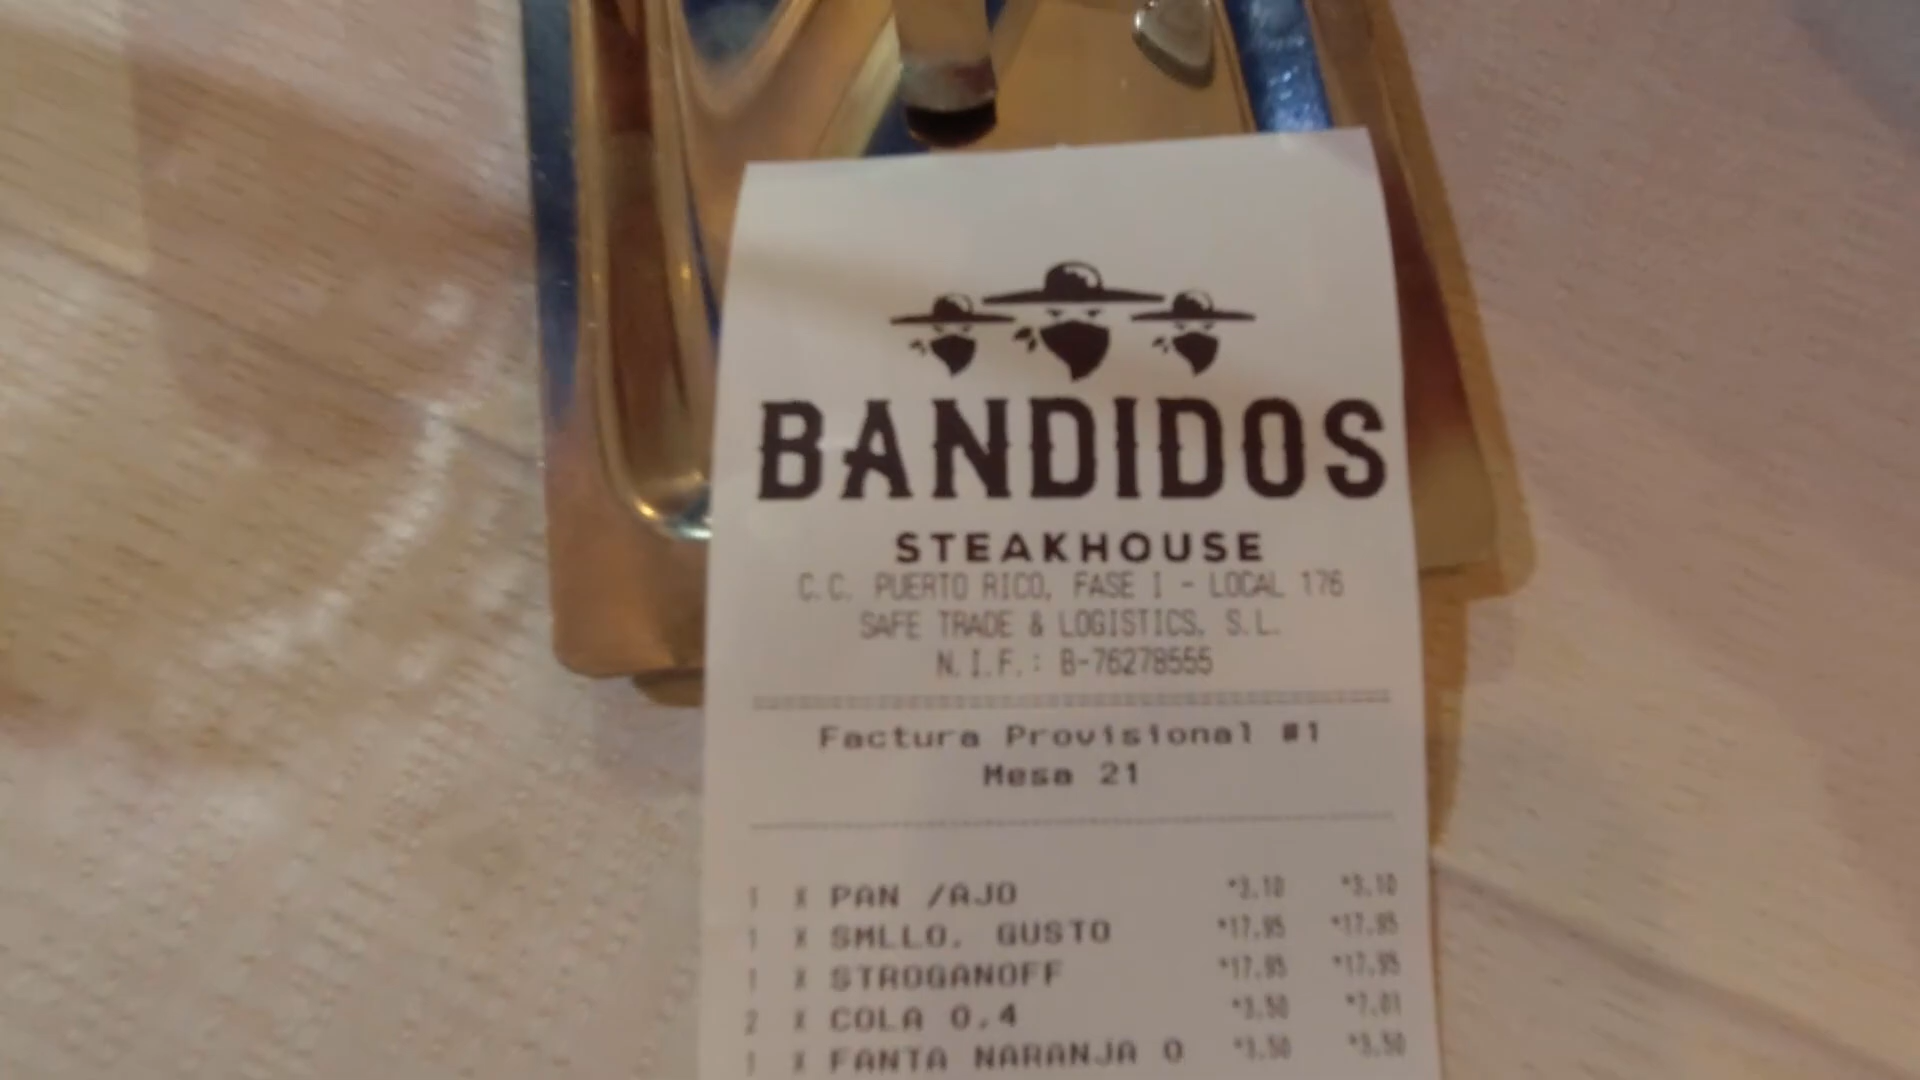 BANDIDOS
STEAKHOUSE
C.C. PUERTO RICO, FASE I - LOCAL 176
SAFE TRADE & LOGISTICS, S.L.
N.I.F.: B-76278555
Factura Provisional #1
Mesa 21
1 X PAN /AJO *3,10 *3,10
1 X SMLLO. GUSTO *17,95 *17,95
1 X STROGANOFF *17,95 *17,95
2 X COLA 0,4 *3,50 *7,01
1 X FANTA NARANJA 0 *3,50 *3,50